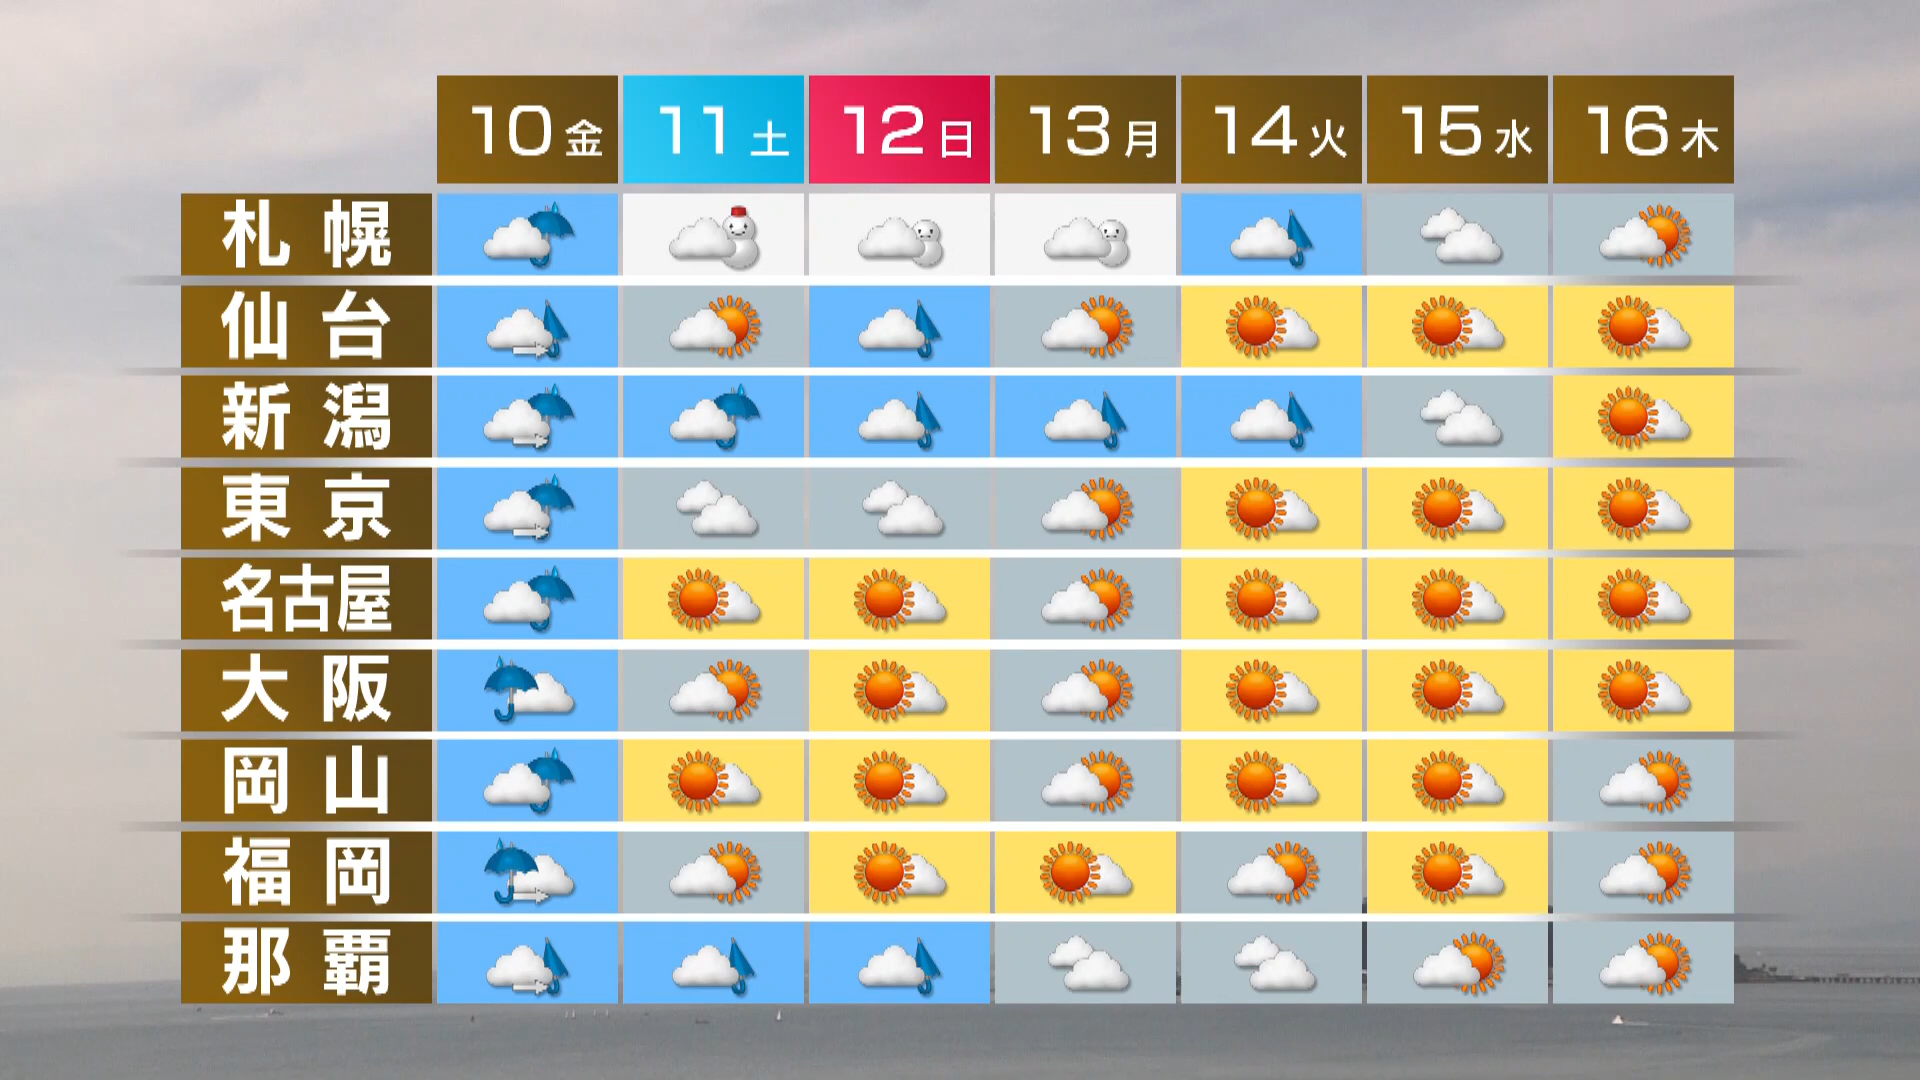 10金 11土 12日 13月 14火 15水 16木
札幌
仙台
新潟
東京
名古屋
大阪
岡山
福岡
那覇